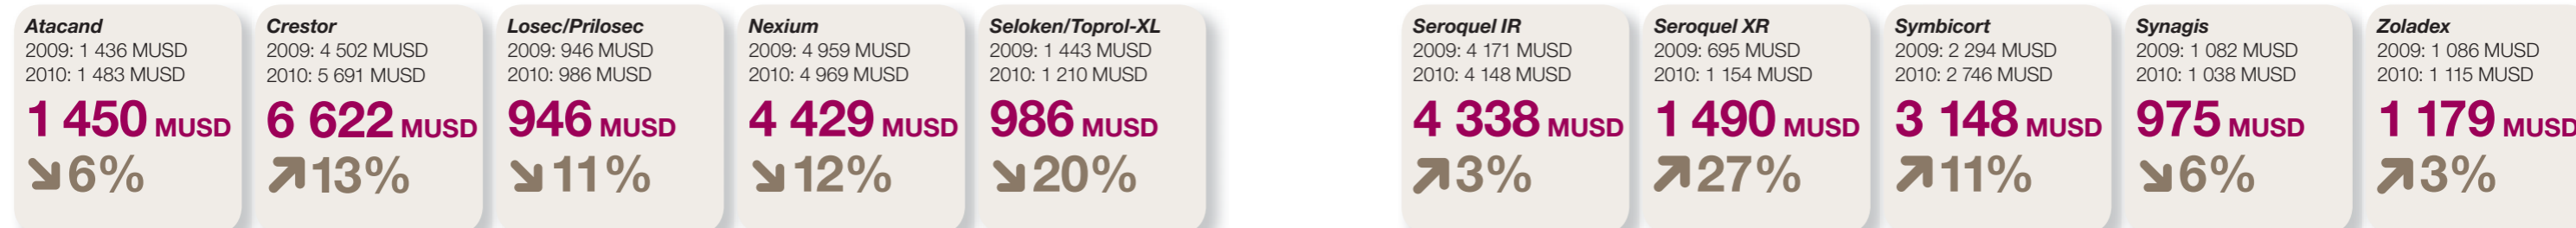 Atacand
2009: 1 436 MUSD
2010: 1 483 MUSD
1 450 MUSD
6%
Crestor
2009: 4 502 MUSD
2010: 5 691 MUSD
6 622 MUSD
13%
Losec/Prilosec
2009: 946 MUSD
2010: 986 MUSD
946 MUSD
11%
Nexium
2009: 4 959 MUSD
2010: 4 969 MUSD
4 429 MUSD
12%
Seloken/Toprol-XL
2009: 1 443 MUSD
2010: 1 210 MUSD
986 MUSD
20%
Seroquel IR
2009: 4 171 MUSD
2010: 4 148 MUSD
4 338 MUSD
3%
Seroquel XR
2009: 695 MUSD
2010: 1 154 MUSD
1 490 MUSD
27%
Symbicort
2009: 2 294 MUSD
2010: 2 746 MUSD
3 148 MUSD
11%
Synagis
2009: 1 082 MUSD
2010: 1 038 MUSD
975 MUSD
6%
Zoladex
2009: 1 086 MUSD
2010: 1 115 MUSD
1 179 MUSD
3%